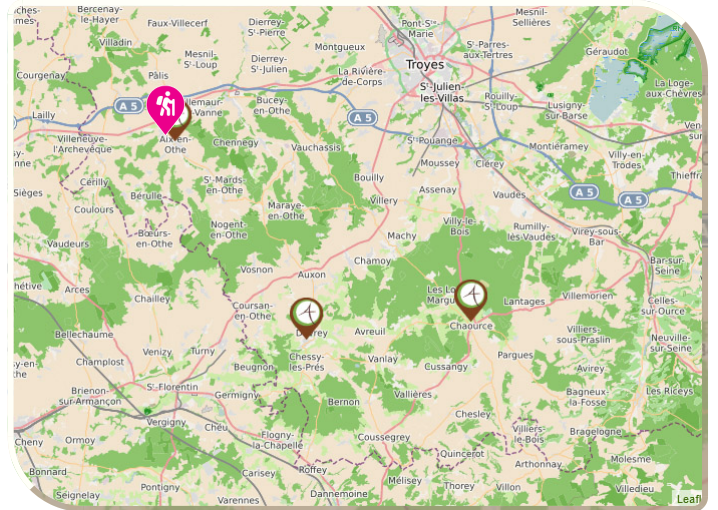 Bercenay-
le-Hayer
Faux-Villecerf
Dierrey-
Sᵗ-Pierre
Pont-Sᵗᵉ-
Marie
Mesnil-
Sellières
Villadin
Montgueux
Sᵗ-Parres-
aux-Tertres
Géraudot
Mesnil-
Sᵗ-Loup
Dierrey-
Sᵗ-Julien
La Rivière-
de-Corps
Troyes
Courgenay
Pâlis
Sᵗ-Julien-
les-Villas
La Loge-
aux-Chèvres
A 5
Bucey-
en-Othe
Rouilly-
Sᵗ-Loup
Lusigny-
sur-Barse
Lailly
A 5
Villeneuve-
l'Archevêque
Aix-en-
Othe
Chennegy
Vauchassis
Sᵗ-Pouange
Montiéramey
Moussey
Clérey
Villy-en-
Trodes
Cérilly
Sᵗ-Mards-
en-Othe
Bouilly
Assenay
Vaudes
A 5
A 5
Thieffr
Sièges
Bérulle
Coulours
Maraye-
en-Othe
Villery
Nogent-
en-Othe
Villy-le-
Bois
Rumilly-
lès-Vaudes
Virey-sous-
Bar
Vaudeurs
Bœurs-
en-Othe
Machy
Bar-sur-
Seine
Vosnon
Auxon
Chamoy
Arces
Chailley
Coursan-
en-Othe
Lantages
Villemorien
Celles-
sur-Ource
Chaource
Bellechaume
Avreuil
Villiers-
sous-Praslin
Neuville-
sur-Seine
Venizy
Turny
Chessy-
les-Prés
Vanlay
Pargues
Champlost
Beugnon
Cussangy
Avirey
Brienon-
sur-Armançon
Sᵗ-Florentin
Germigny
Bernon
Vallières
Bagneux-
la-Fosse
Les Riceys
Chesley
Vergigny
Chéu
Flogny-
la-Chapelle
Coussegrey
Villiers-
le-Bois
Bragelogne
Cheny
Ormoy
Quincerot
Arthonnay
Molesme
Bonnard
Carisey
Roffey
Mélisey
Thorey
Villon
Villedieu
Seignelay
Pontigny
Varennes
Dannemoine
Leafl